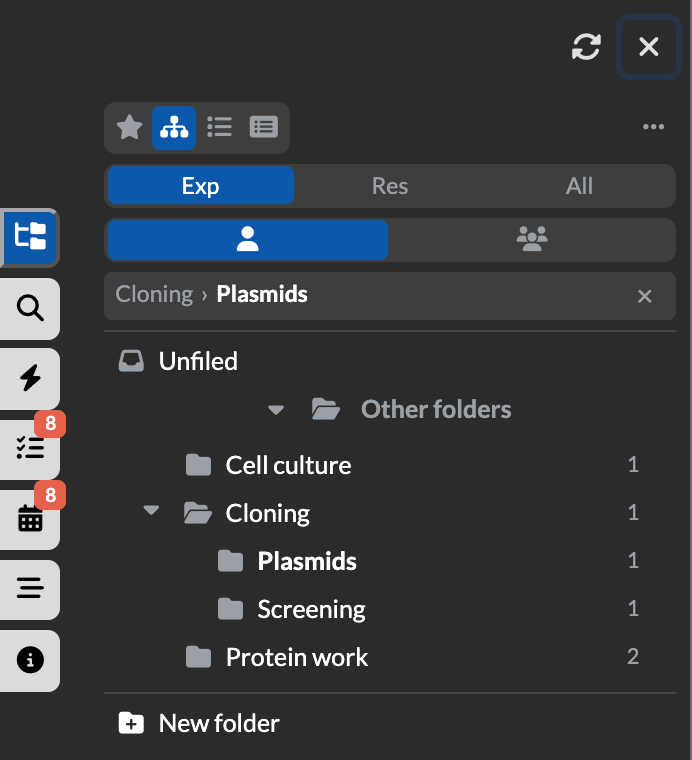 Exp Res All
Cloning › Plasmids
Unfiled
Other folders
Cell culture 1
8
Cloning 1
8
Plasmids 1
Screening 1
Protein work 2
New folder